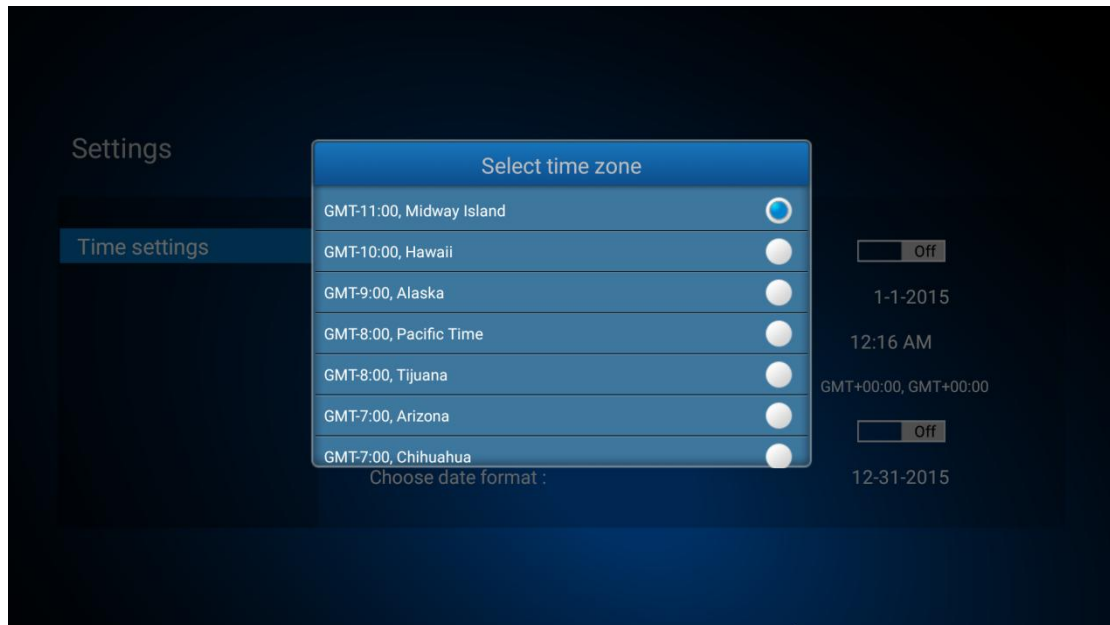 Settings
Select time zone
GMT-11:00, Midway Island
Time settings
GMT-10:00, Hawaii
Off
GMT-9:00, Alaska
1-1-2015
GMT-8:00, Pacific Time
12:16 AM
GMT-8:00, Tijuana
GMT+00:00, GMT+00:00
GMT-7:00, Arizona
Off
GMT-7:00, Chihuahua
Choose date format :
12-31-2015